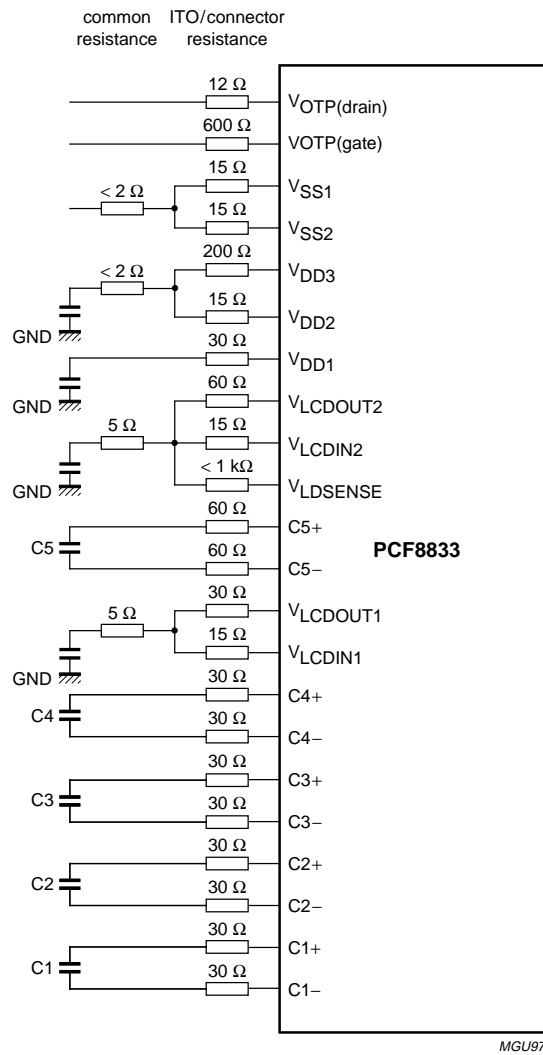 common ITO/connector
resistance resistance
12 Ω
VOTP(drain)
600 Ω
VOTP(gate)
15 Ω
VSS1
< 2 Ω
15 Ω
VSS2
200 Ω
VDD3
< 2 Ω
15 Ω
VDD2
GND
30 Ω
VDD1
GND
60 Ω
VLCDOUT2
5 Ω
15 Ω
VLCDIN2
< 1 kΩ
VLDSENSE
GND
60 Ω
C5+
C5
60 Ω
C5−
PCF8833
30 Ω
VLCDOUT1
5 Ω
15 Ω
VLCDIN1
GND
30 Ω
C4+
C4
30 Ω
C4−
30 Ω
C3+
C3
30 Ω
C3−
30 Ω
C2+
C2
30 Ω
C2−
30 Ω
C1+
C1
30 Ω
C1−
MGU97